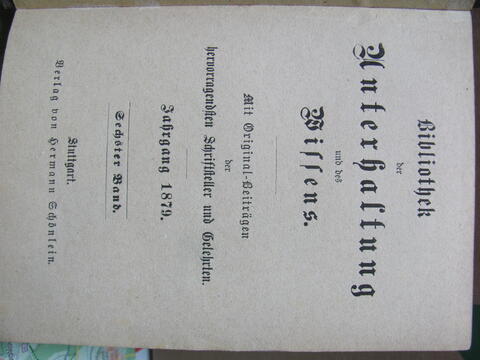 Bibliothek
der
Unterhaltung
und des
Wissens.
Mit Original-Beiträgen
der
hervorragendsten Schriftsteller und Gelehrten.
Jahrgang 1879.
Sechster Band.
Stuttgart.
Verlag von Hermann Schönlein.